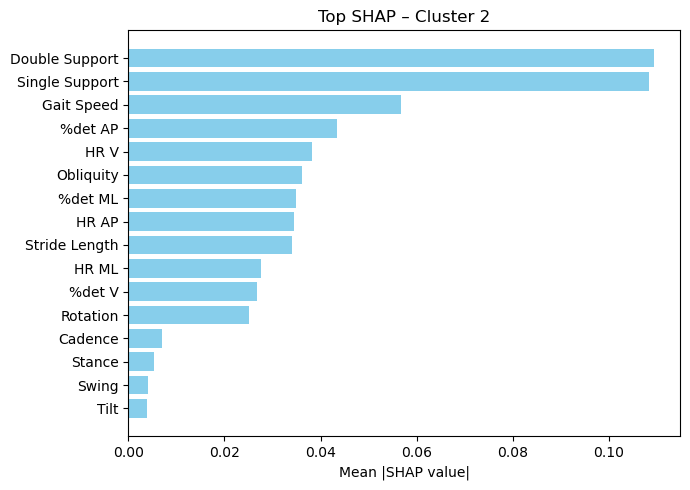 Top SHAP – Cluster 2
Double Support
Single Support
Gait Speed
%det AP
HR V
Obliquity
%det ML
HR AP
Stride Length
HR ML
%det V
Rotation
Cadence
Stance
Swing
Tilt
0.00 0.02 0.04 0.06 0.08 0.10
Mean |SHAP value|